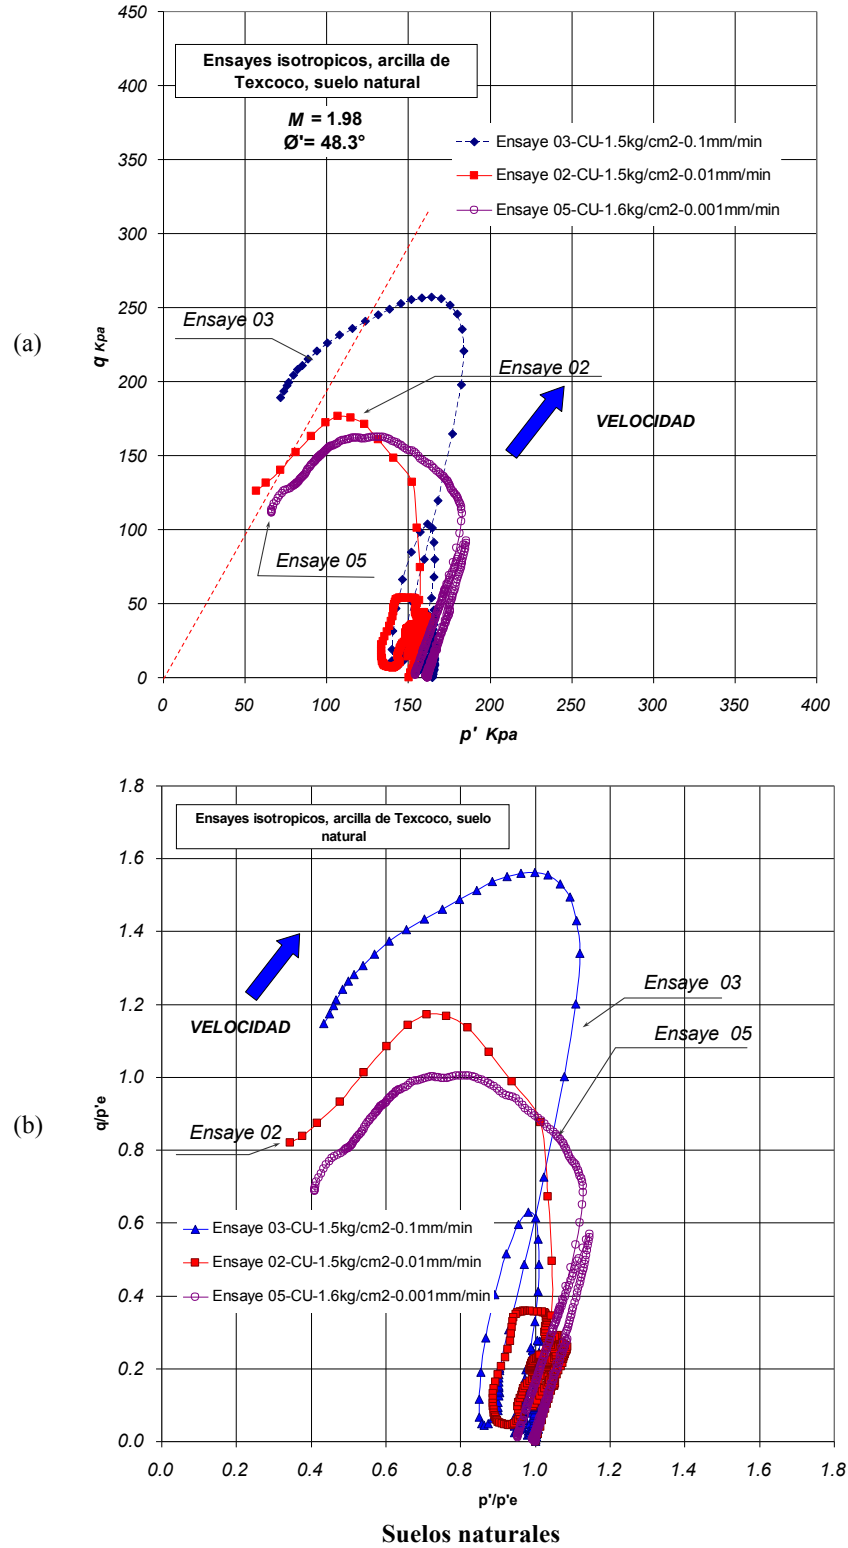 450
400
350
300
250
200
150
100
50
0
Ensayes isotropicos, arcilla de
Texcoco, suelo natural
M = 1.98
Ø'= 48.3°
Ensaye 03-CU-1.5kg/cm2-0.1mm/min
Ensaye 02-CU-1.5kg/cm2-0.01mm/min
Ensaye 05-CU-1.6kg/cm2-0.001mm/min
Ensaye 03
(a)
q Kpa
Ensaye 02
VELOCIDAD
Ensaye 05
0 50 100 150 200 250 300 350 400
p' Kpa
1.8
1.6
1.4
1.2
1.0
0.8
0.6
0.4
0.2
0.0
Ensayes isotropicos, arcilla de Texcoco, suelo
natural
Ensaye 03
VELOCIDAD
Ensaye 05
(b)
q/p'e
Ensaye 02
Ensaye 03-CU-1.5kg/cm2-0.1mm/min
Ensaye 02-CU-1.5kg/cm2-0.01mm/min
Ensaye 05-CU-1.6kg/cm2-0.001mm/min
0.0 0.2 0.4 0.6 0.8 1.0 1.2 1.4 1.6 1.8
p'/p'e
Suelos naturales